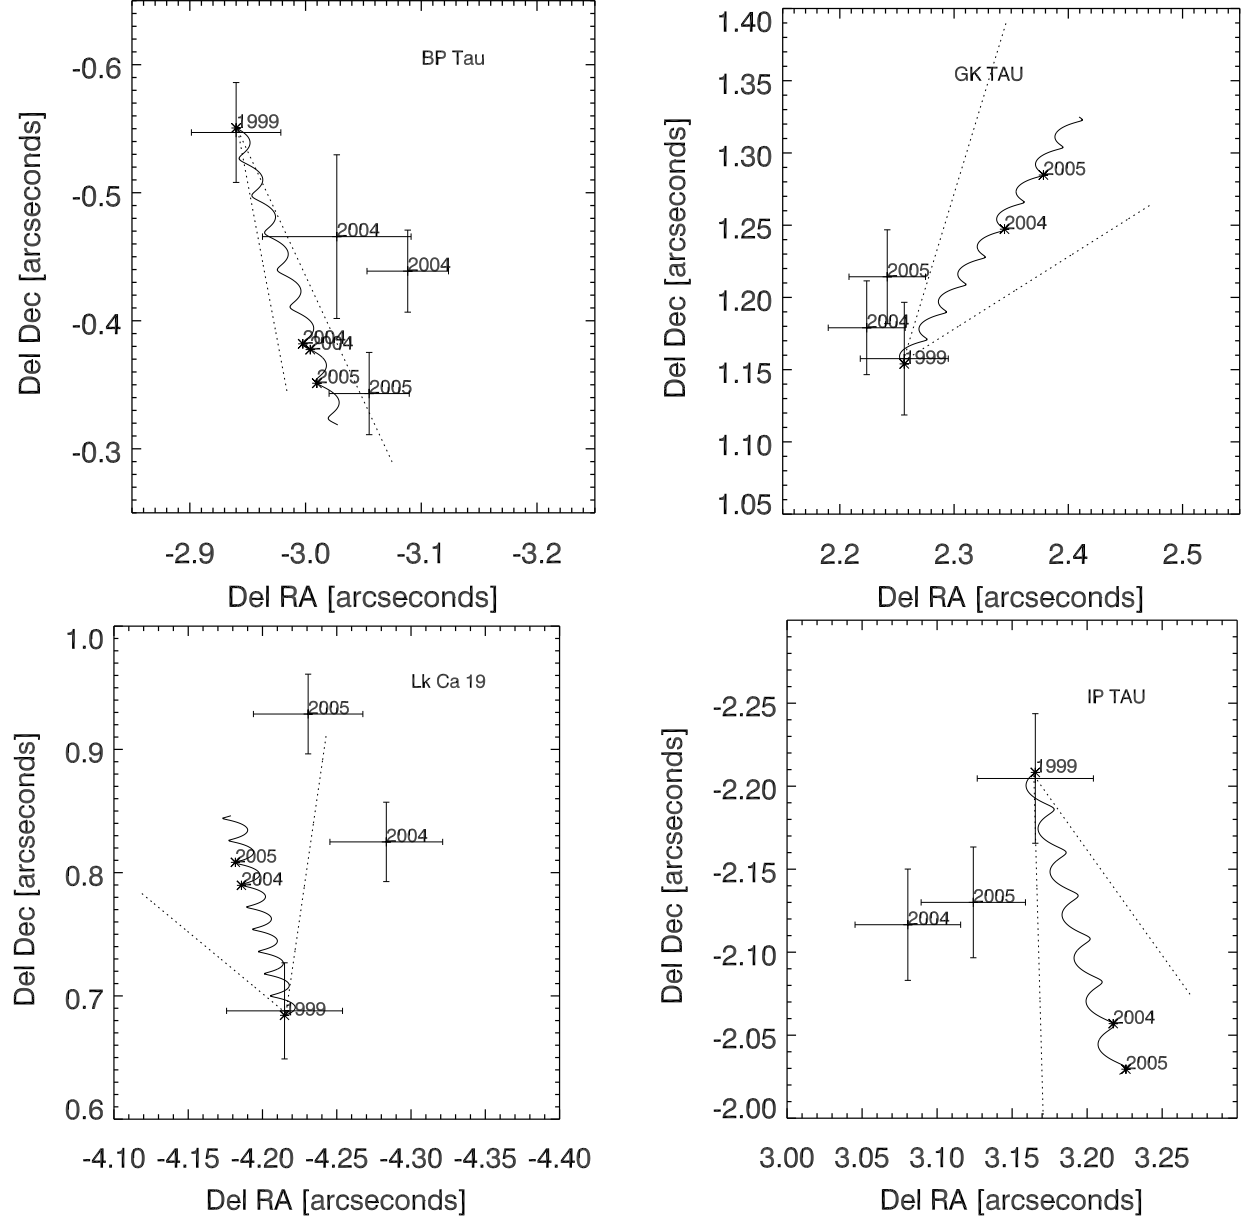 BP Tau
-0.6
-0.5
-0.4
-0.3
Del Dec [arcseconds]
1999
2004
2004
2004
2004
2005
2005
-2.9 -3.0 -3.1 -3.2
Del RA [arcseconds]
GK TAU
1.40
1.35
1.30
1.25
1.20
1.15
1.10
1.05
Del Dec [arcseconds]
2005
2004
2005
2004
1999
2.2 2.3 2.4 2.5
Del RA [arcseconds]
Lk Ca 19
1.0
0.9
0.8
0.7
0.6
Del Dec [arcseconds]
2005
2004
2005
2004
1999
-4.10 -4.15 -4.20 -4.25 -4.30 -4.35 -4.40
Del RA [arcseconds]
IP TAU
-2.25
-2.20
-2.15
-2.10
-2.05
-2.00
Del Dec [arcseconds]
1999
2005
2004
2004
2005
3.00 3.05 3.10 3.15 3.20 3.25
Del RA [arcseconds]